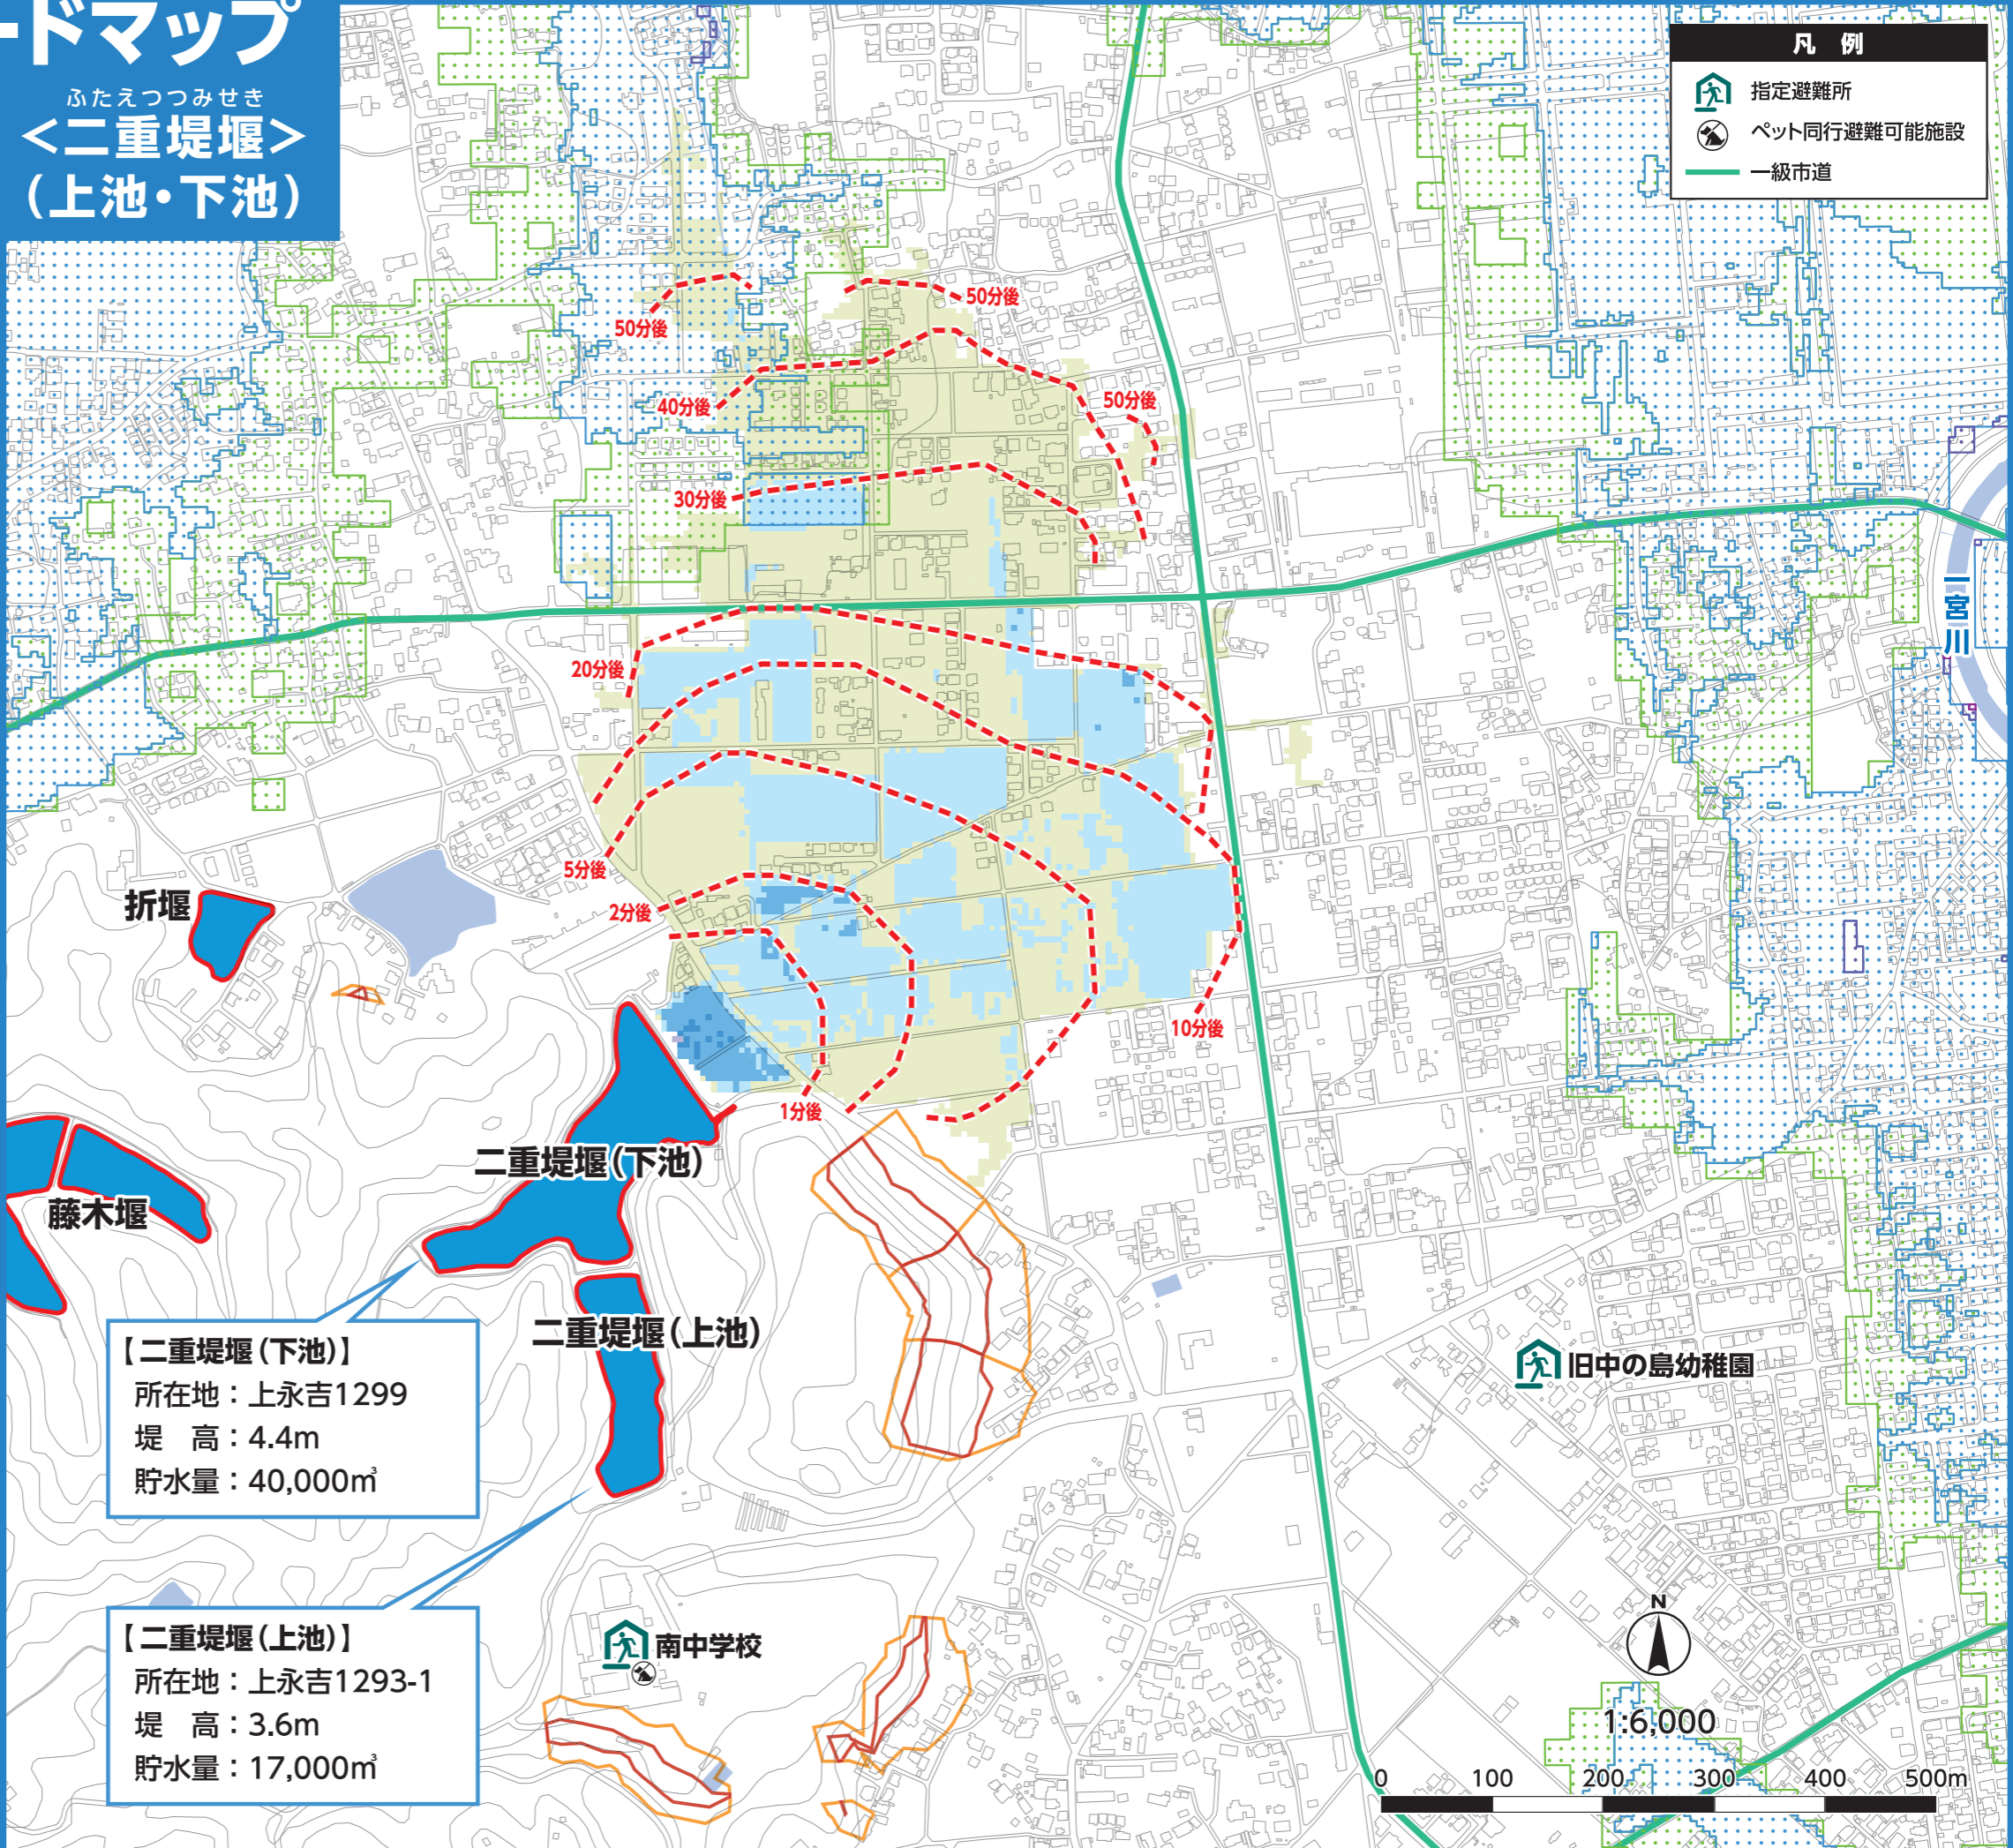 ードマップ
ふたえつつみせき
<二重堤堰>
(上池・下池)
凡 例
指定避難所
ペット同行避難可能施設
一級市道
50分後
50分後
40分後
50分後
30分後
20分後
5分後
2分後
10分後
1分後
一宮川
折堰
二重堤堰(下池)
藤木堰
二重堤堰(上池)
【二重堤堰(下池)】
所在地:上永吉1299
堤 高:4.4m
貯水量:40,000㎥
【二重堤堰(上池)】
所在地:上永吉1293-1
堤 高:3.6m
貯水量:17,000㎥
旧中の島幼稚園
南中学校
N
1:6,000
0 100 200 300 400 500m